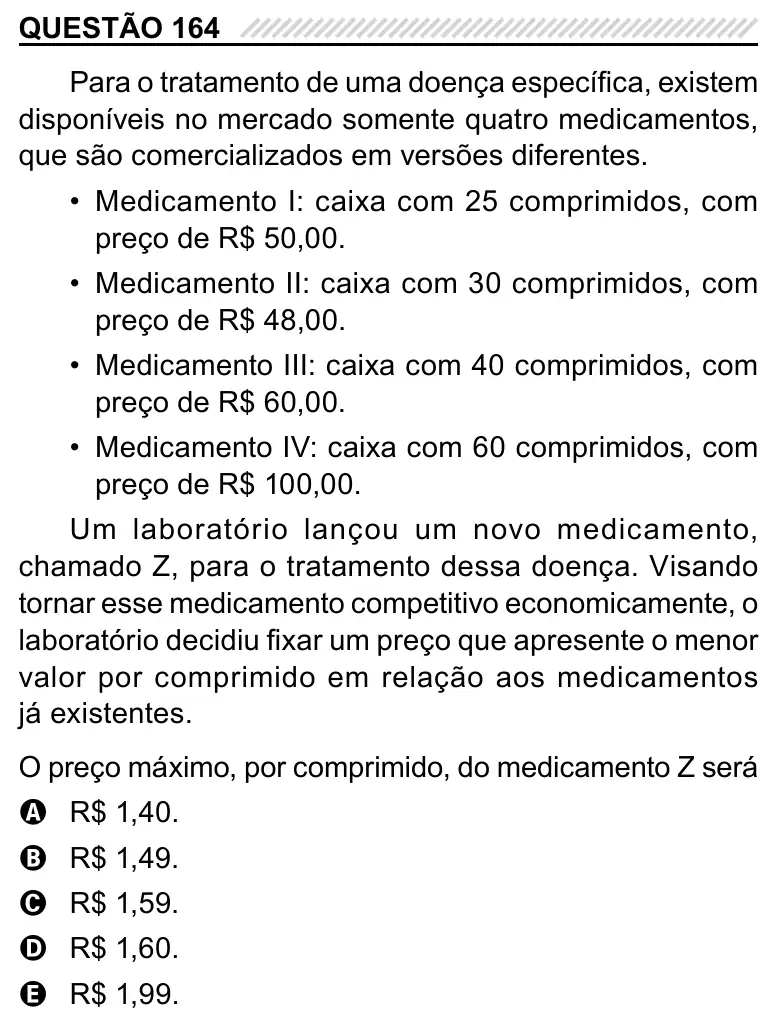 QUESTÃO 164
Para o tratamento de uma doença específica, existem
disponíveis no mercado somente quatro medicamentos,
que são comercializados em versões diferentes.
• Medicamento I: caixa com 25 comprimidos, com
preço de R$ 50,00.
• Medicamento II: caixa com 30 comprimidos, com
preço de R$ 48,00.
• Medicamento III: caixa com 40 comprimidos, com
preço de R$ 60,00.
• Medicamento IV: caixa com 60 comprimidos, com
preço de R$ 100,00.
Um laboratório lançou um novo medicamento,
chamado Z, para o tratamento dessa doença. Visando
tornar esse medicamento competitivo economicamente, o
laboratório decidiu fixar um preço que apresente o menor
valor por comprimido em relação aos medicamentos
já existentes.
O preço máximo, por comprimido, do medicamento Z será
A R$ 1,40.
B R$ 1,49.
C R$ 1,59.
D R$ 1,60.
E R$ 1,99.